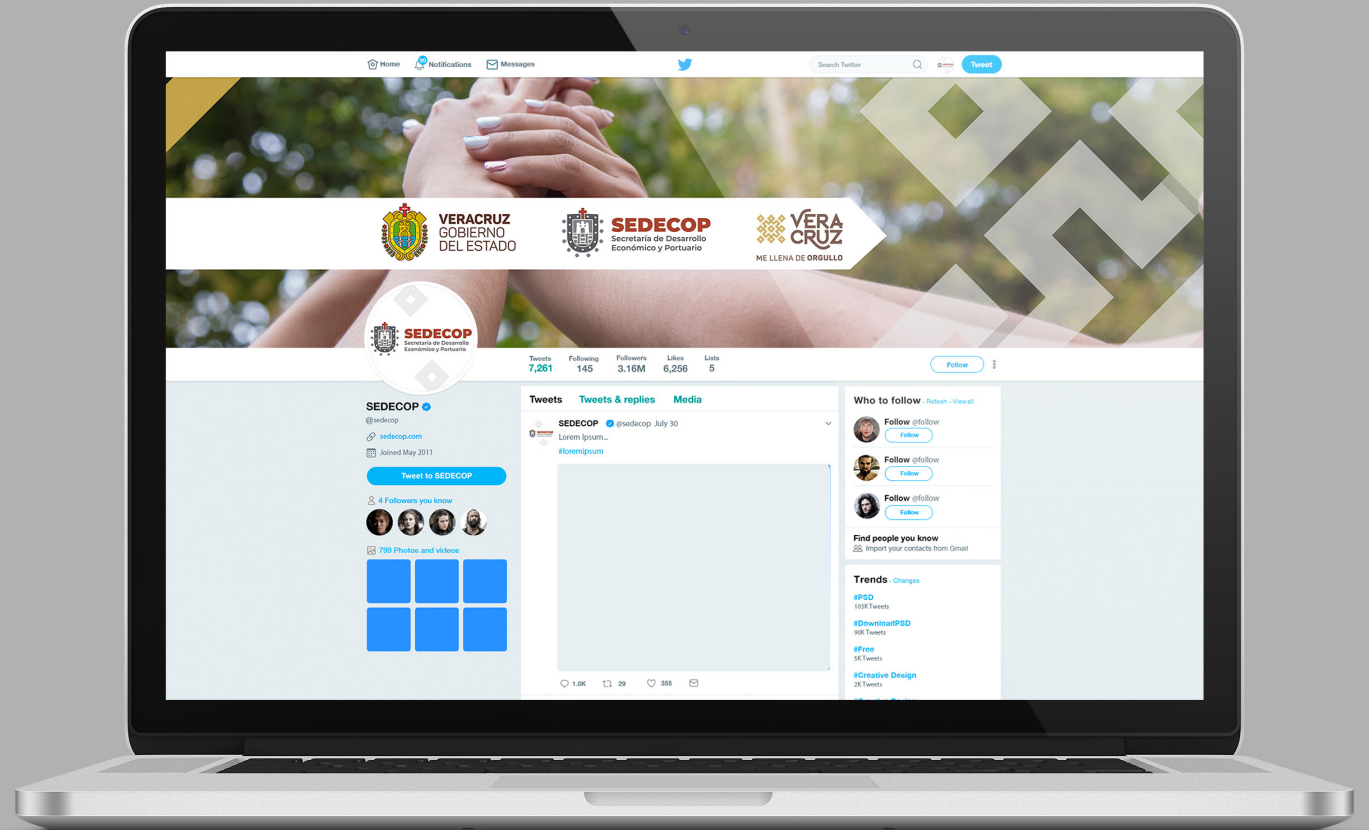 Home
Notifications
Messages
Search Twitter
Tweet
VERACRUZ
GOBIERNO
DEL ESTADO
SEDECOP
Secretaría de Desarrollo
Económico y Portuario
VERA
CRUZ
ME LLENA DE ORGULLO
SEDECOP
Secretaría de Desarrollo
Económico y Portuario
Tweets Following Followers Likes Lists
7,261 145 3.16M 6,256 5
Follow
SEDECOP
@sedecop
sedecop.com
Joined May 2011
Tweet to SEDECOP
4 Followers you know
799 Photos and videos
Tweets Tweets & replies Media
SEDECOP @sedecop July 30
Lorem Ipsum...
#loremipsum
1.0K 29 355
Who to follow - Refesh - Viewall
Follow @follow
Follow
Follow @follow
Follow
Follow @follow
Follow
Find people you know
Import your contacts from Gmail
Trends - Changes
#PSD
105K Tweets
#DownloadPSD
90K Tweets
#Free
5K Tweets
#Creative Design
2K Tweets